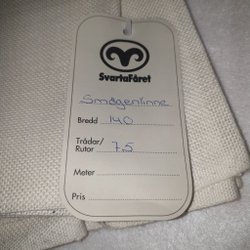 SvartaFåret
Smögenlinne
Bredd 140
Trådar/
Rutor 7.5
Meter
Pris